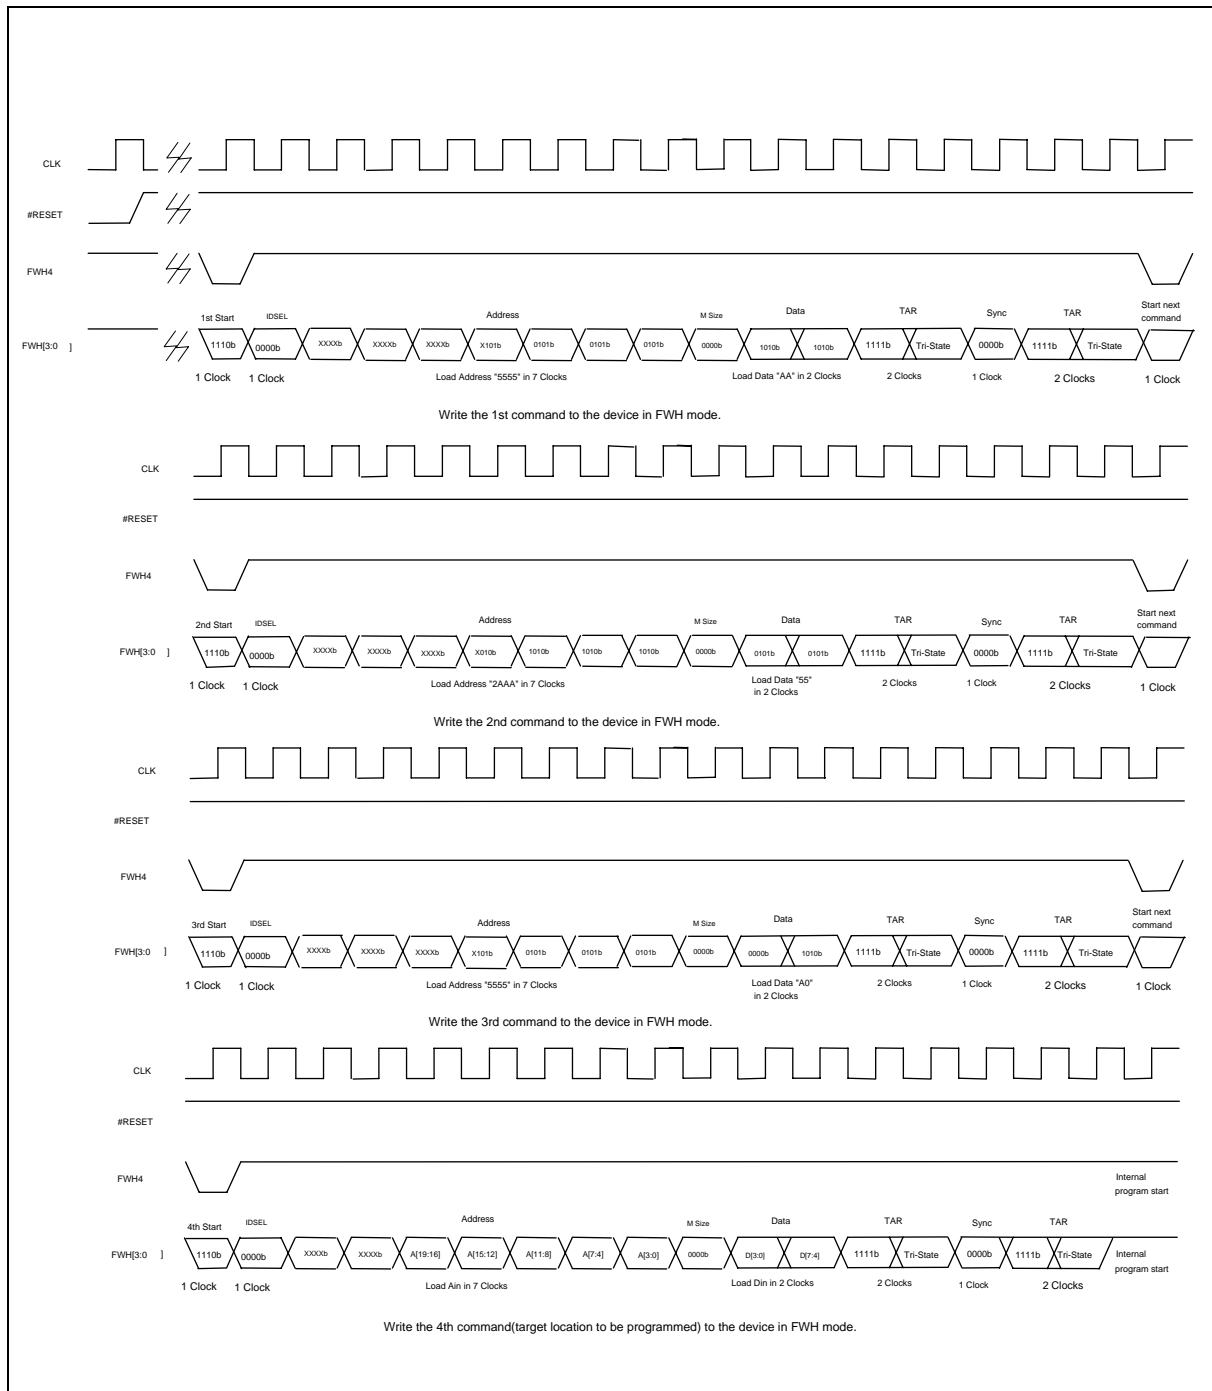 CLK
#RESET
FWH4
1st Start IDSEL Address M Size Data TAR Sync TAR Start next command
FWH[3:0 ] 1110b 0000b XXXXb XXXXb XXXXb X101b 0101b 0101b 0101b 0000b 1010b 1010b 1111b Tri-State 0000b 1111b Tri-State
1 Clock 1 Clock Load Address "5555" in 7 Clocks Load Data "AA" in 2 Clocks 2 Clocks 1 Clock 2 Clocks 1 Clock
Write the 1st command to the device in FWH mode.
CLK
#RESET
FWH4
2nd Start IDSEL Address M Size Data TAR Sync TAR Start next command
FWH[3:0 ] 1110b 0000b XXXXb XXXXb XXXXb X010b 1010b 1010b 1010b 0000b 0101b 0101b 1111b Tri-State 0000b 1111b Tri-State
1 Clock 1 Clock Load Address "2AAA" in 7 Clocks Load Data "55" in 2 Clocks 2 Clocks 1 Clock 2 Clocks 1 Clock
Write the 2nd command to the device in FWH mode.
CLK
#RESET
FWH4
3rd Start IDSEL Address M Size Data TAR Sync TAR Start next command
FWH[3:0 ] 1110b 0000b XXXXb XXXXb XXXXb X101b 0101b 0101b 0101b 0000b 0000b 1010b 1111b Tri-State 0000b 1111b Tri-State
1 Clock 1 Clock Load Address "5555" in 7 Clocks Load Data "A0" in 2 Clocks 2 Clocks 1 Clock 2 Clocks 1 Clock
Write the 3rd command to the device in FWH mode.
CLK
#RESET
FWH4 Internal program start
4th Start IDSEL Address M Size Data TAR Sync TAR
FWH[3:0 ] 1110b 0000b XXXXb XXXXb A[19:16] A[15:12] A[11:8] A[7:4] A[3:0] 0000b D[3:0] D[7:4] 1111b Tri-State 0000b 1111b Tri-State Internal program start
1 Clock 1 Clock Load Ain in 7 Clocks Load Din in 2 Clocks 2 Clocks 1 Clock 2 Clocks
Write the 4th command(target location to be programmed) to the device in FWH mode.